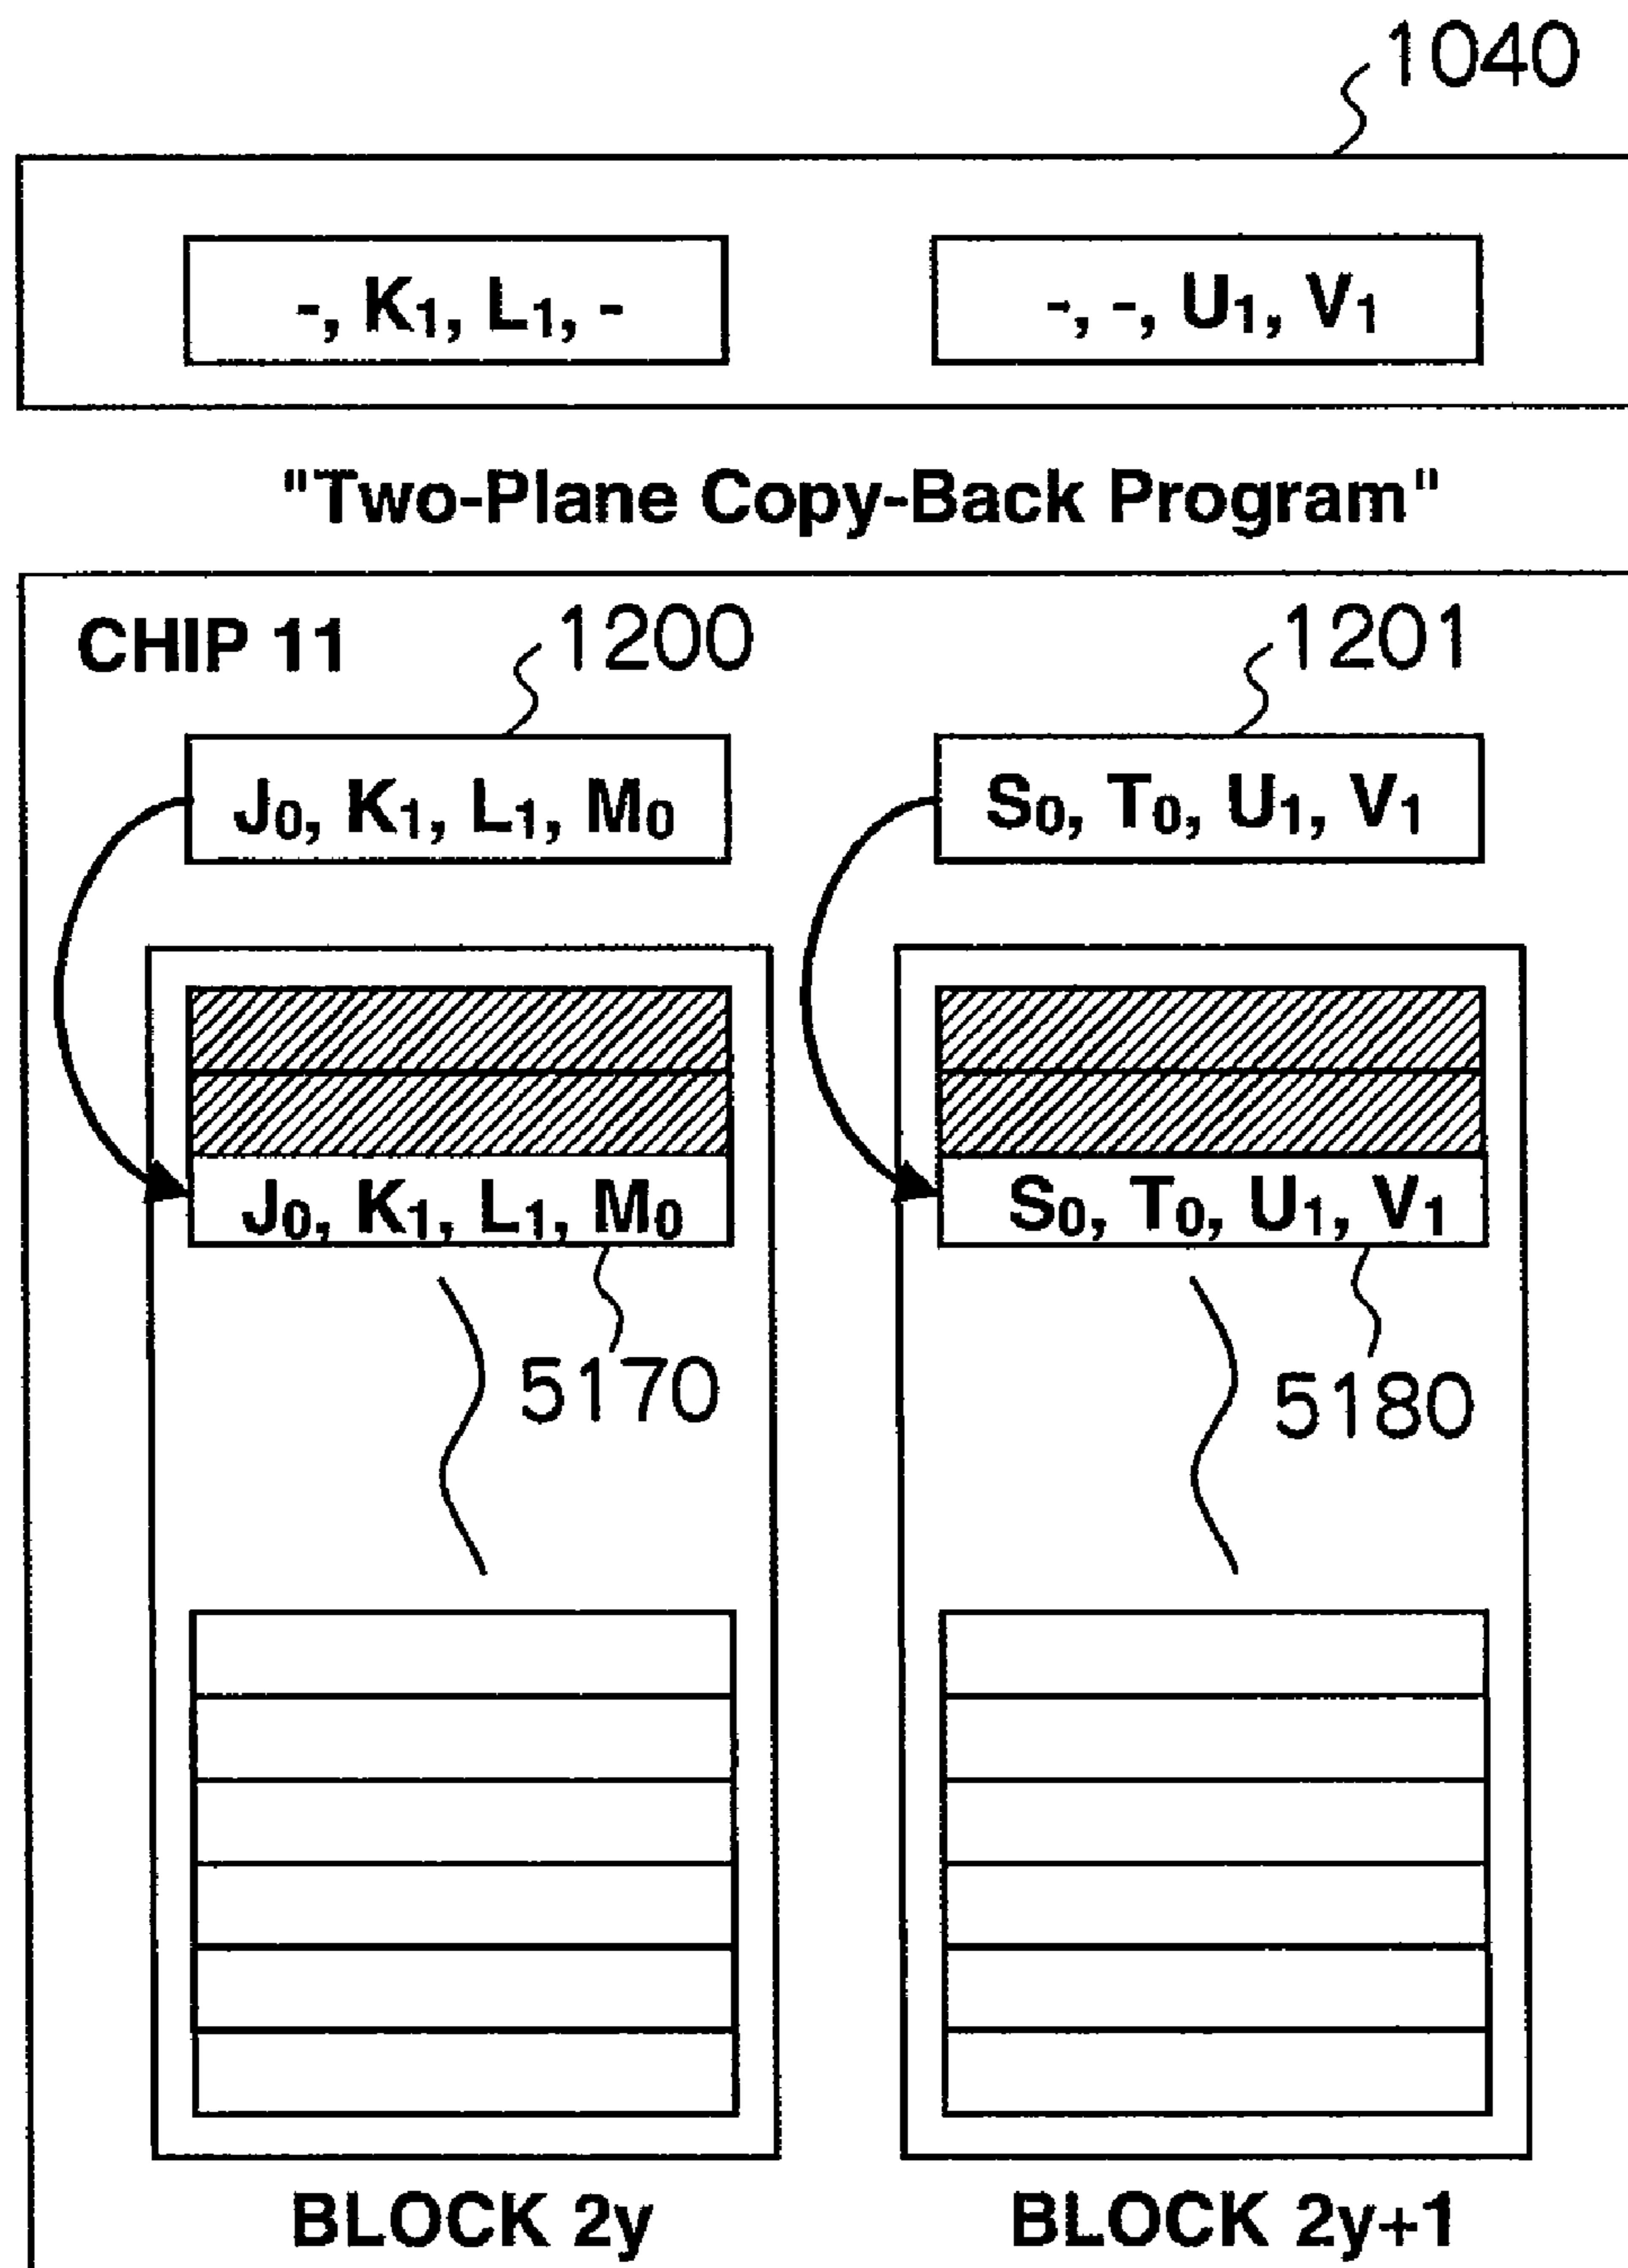 1040
-, K₁, L₁, -
-, -, U₁, V₁
"Two-Plane Copy-Back Program"
CHIP 11
1200
1201
J₀, K₁, L₁, M₀
S₀, T₀, U₁, V₁
J₀, K₁, L₁, M₀
S₀, T₀, U₁, V₁
5170
5180
BLOCK 2y
BLOCK 2y+1